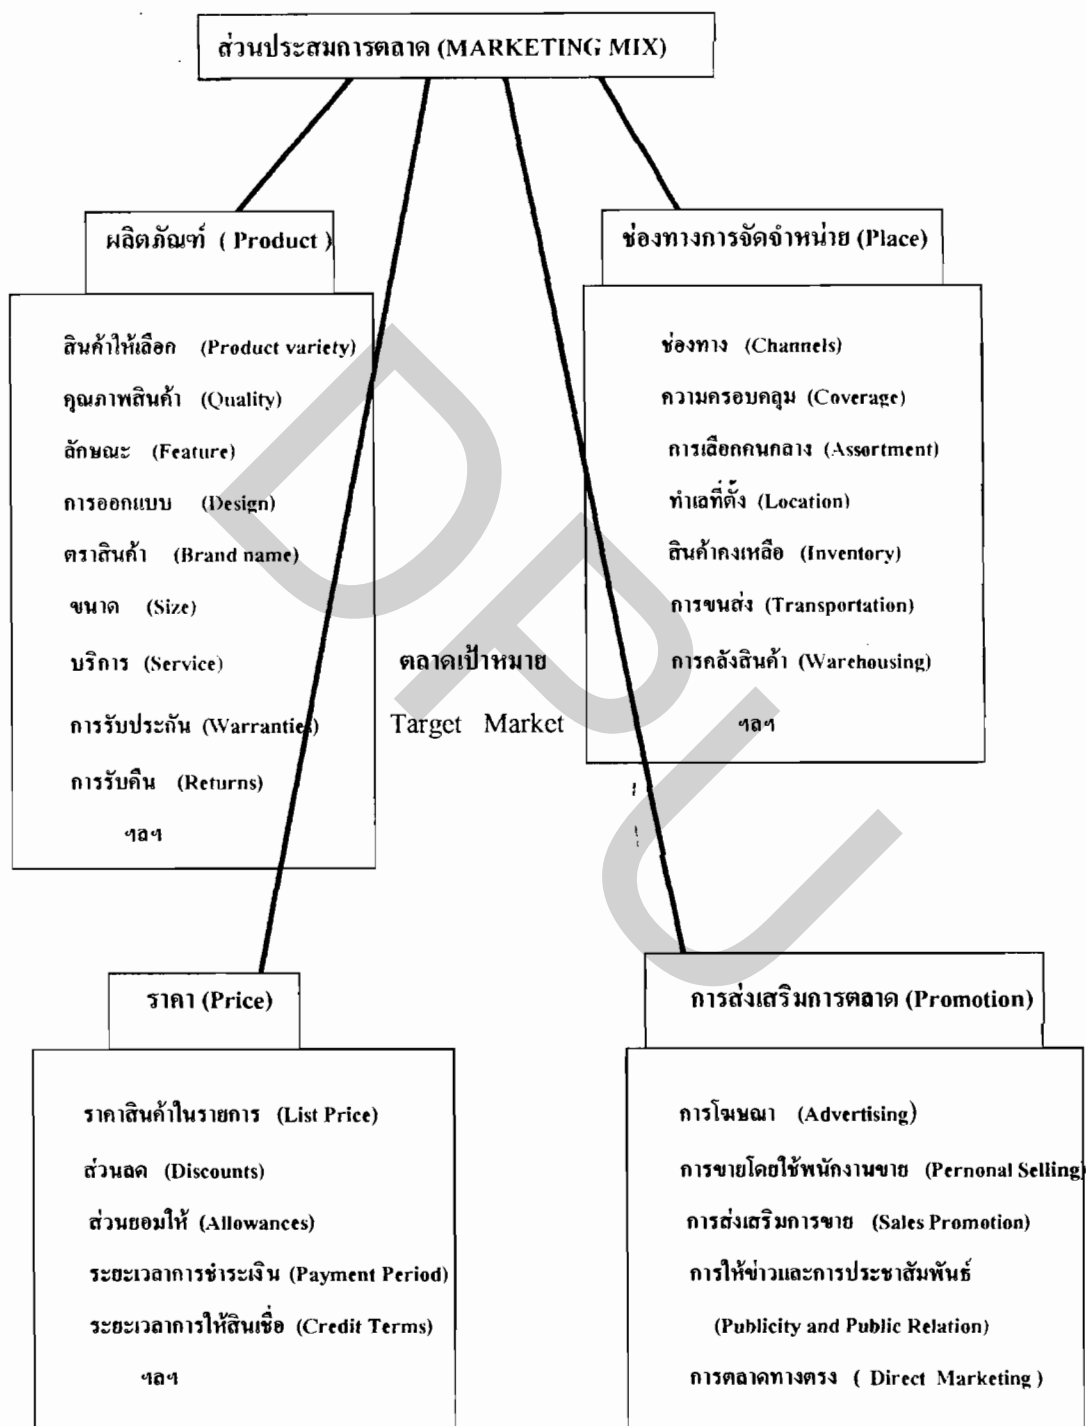 ส่วนประสมการตลาด (MARKETING MIX)
ผลิตภัณฑ์ ( Product )
สินค้าให้เลือก (Product variety)
คุณภาพสินค้า (Quality)
ลักษณะ (Feature)
การออกแบบ (Design)
ตราสินค้า (Brand name)
ขนาด (Size)
บริการ (Service)
การรับประกัน (Warranties)
การรับคืน (Returns)
ฯลฯ
ช่องทางการจัดจำหน่าย (Place)
ช่องทาง (Channels)
ความครอบคลุม (Coverage)
การเลือกคนกลาง (Assortment)
ทำเลที่ตั้ง (Location)
สินค้าคงเหลือ (Inventory)
การขนส่ง (Transportation)
การคลังสินค้า (Warehousing)
ฯลฯ
ตลาดเป้าหมาย
Target Market
ราคา (Price)
ราคาสินค้าในรายการ (List Price)
ส่วนลด (Discounts)
ส่วนยอมให้ (Allowances)
ระยะเวลาการชำระเงิน (Payment Period)
ระยะเวลาการให้สินเชื่อ (Credit Terms)
ฯลฯ
การส่งเสริมการตลาด (Promotion)
การโฆษณา (Advertising)
การขายโดยใช้พนักงานขาย (Pernonal Selling)
การส่งเสริมการขาย (Sales Promotion)
การให้ข่าวและการประชาสัมพันธ์
(Publicity and Public Relation)
การตลาดทางตรง ( Direct Marketing )
DPU